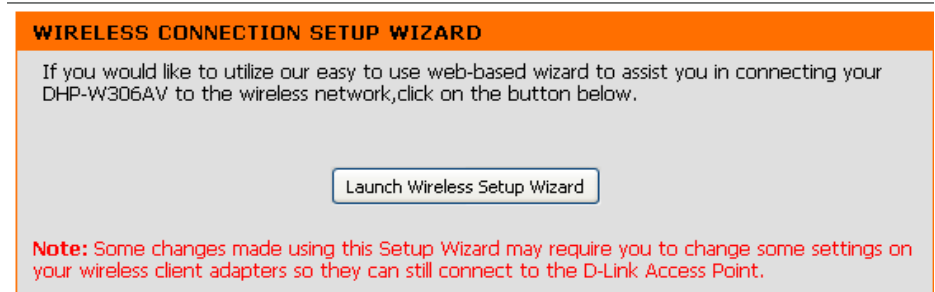 WIRELESS CONNECTION SETUP WIZARD
If you would like to utilize our easy to use web-based wizard to assist you in connecting your
DHP-W306AV to the wireless network,click on the button below.
Launch Wireless Setup Wizard
Note: Some changes made using this Setup Wizard may require you to change some settings on
your wireless client adapters so they can still connect to the D-Link Access Point.